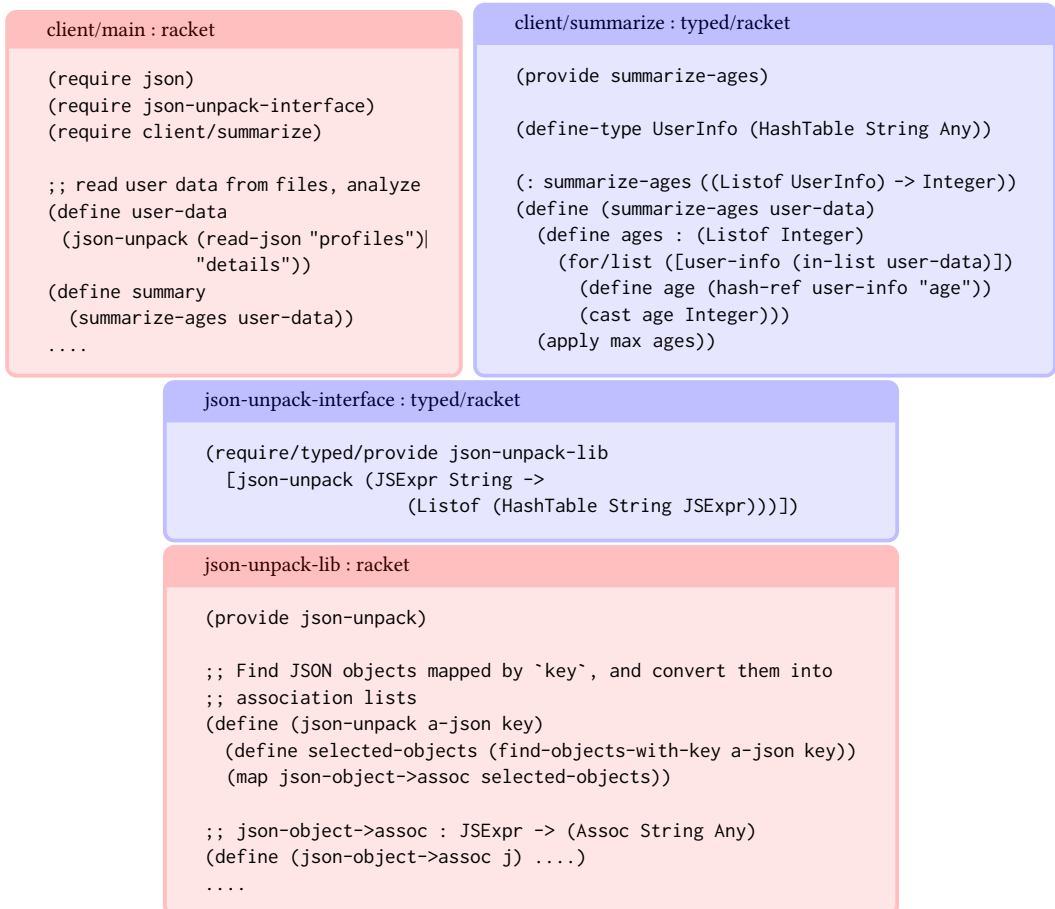 client/main : racket
(require json)
(require json-unpack-interface)
(require client/summarize)
;; read user data from files, analyze
(define user-data
(json-unpack (read-json "profiles")|
"details"))
(define summary
(summarize-ages user-data))
....
client/summarize : typed/racket
(provide summarize-ages)
(define-type UserInfo (HashTable String Any))
(: summarize-ages ((Listof UserInfo) -> Integer))
(define (summarize-ages user-data)
(define ages : (Listof Integer)
(for/list ([user-info (in-list user-data)])
(define age (hash-ref user-info "age"))
(cast age Integer)))
(apply max ages))
json-unpack-interface : typed/racket
(require/typed/provide json-unpack-lib
[json-unpack (JSExpr String ->
(Listof (HashTable String JSExpr)))])
json-unpack-lib : racket
(provide json-unpack)
;; Find JSON objects mapped by `key`, and convert them into
;; association lists
(define (json-unpack a-json key)
(define selected-objects (find-objects-with-key a-json key))
(map json-object->assoc selected-objects))
;; json-object->assoc : JSExpr -> (Assoc String Any)
(define (json-object->assoc j) ....)
....